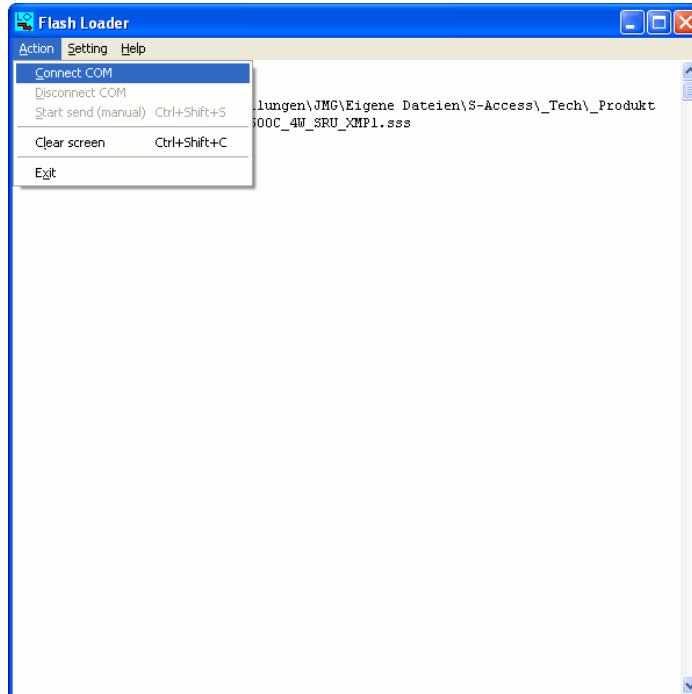 Flash Loader
Action Setting Help
Connect COM
Disconnect COM
Start send (manual) Ctrl+Shift+S
Clear screen Ctrl+Shift+C
Exit
lungen\JMG\Eigene Dateien\S-Access\_Tech\_Produkt
500C_4W_SRU_XMP1.sss